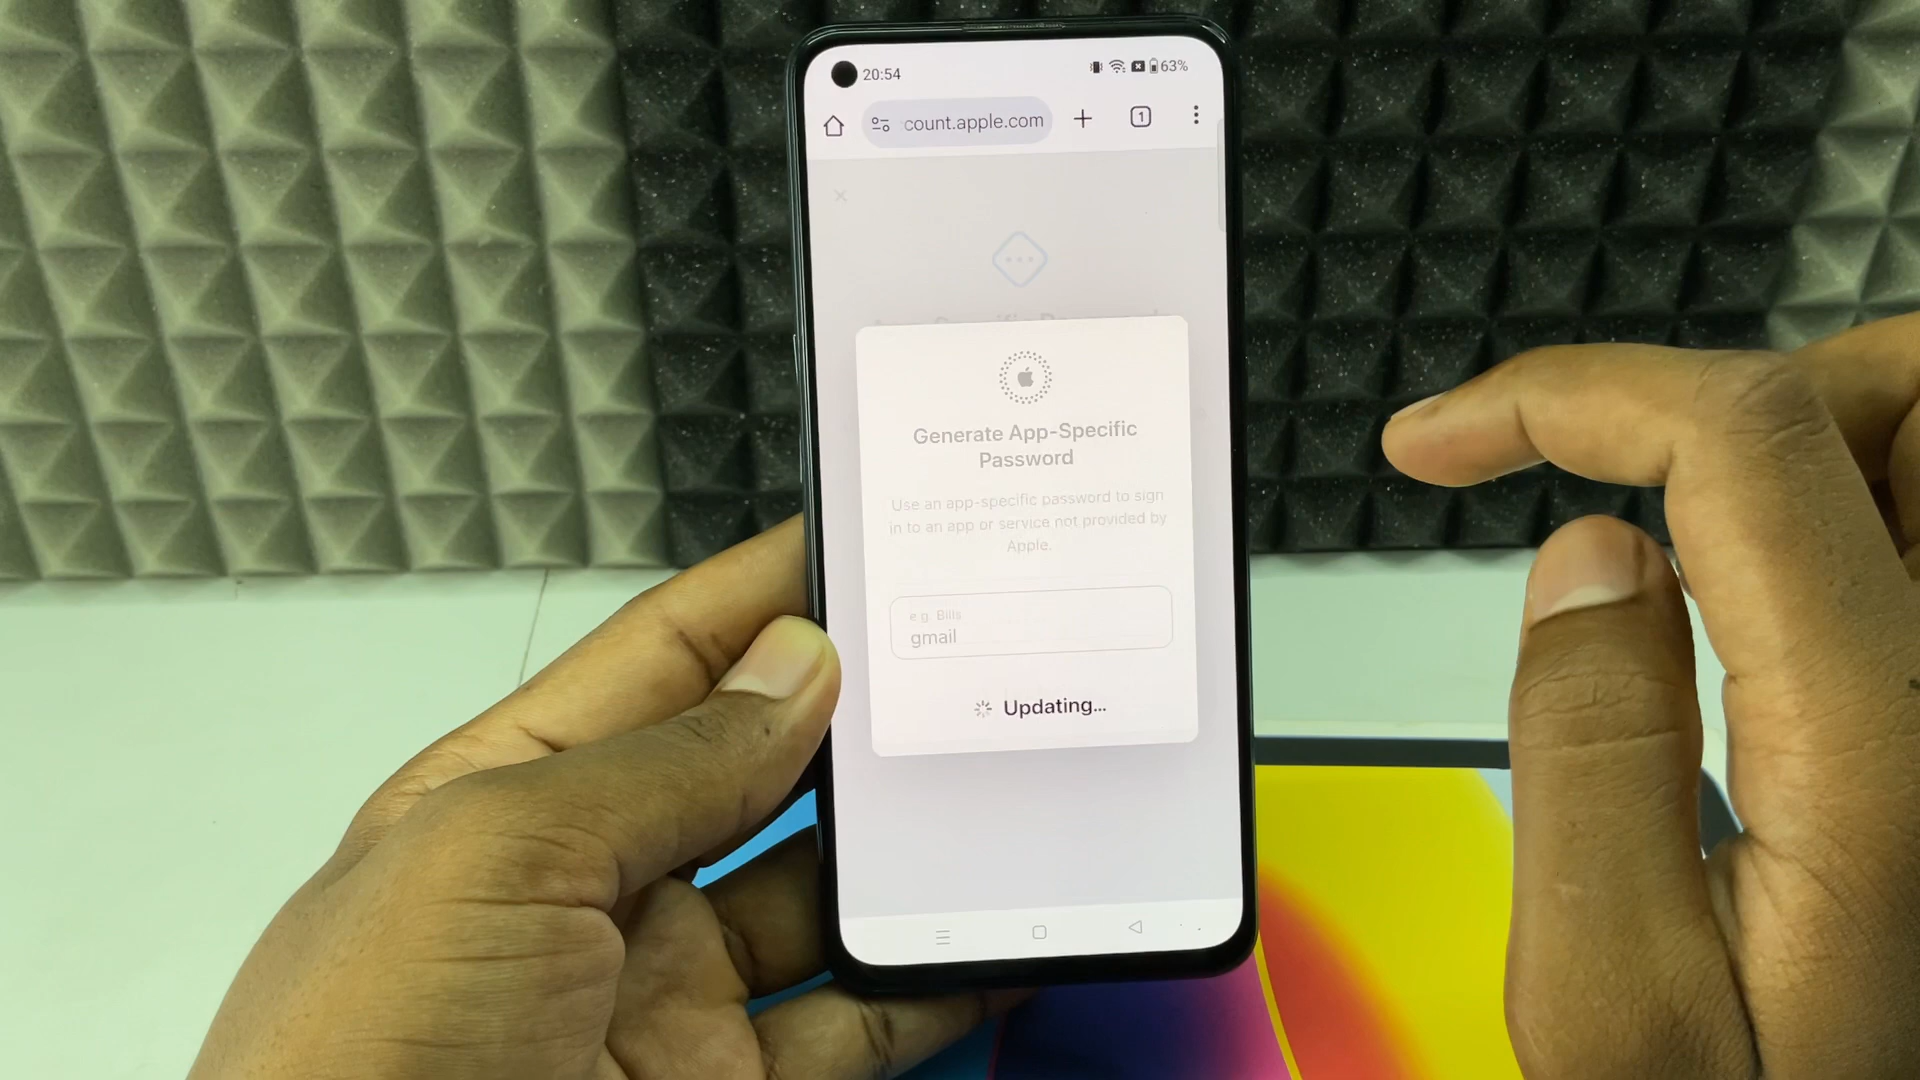 20:54
63%
count.apple.com
1
Generate App-Specific
Password
Use an app-specific password to sign
in to an app or service not provided by
Apple.
e.g. Bills
gmail
Updating...